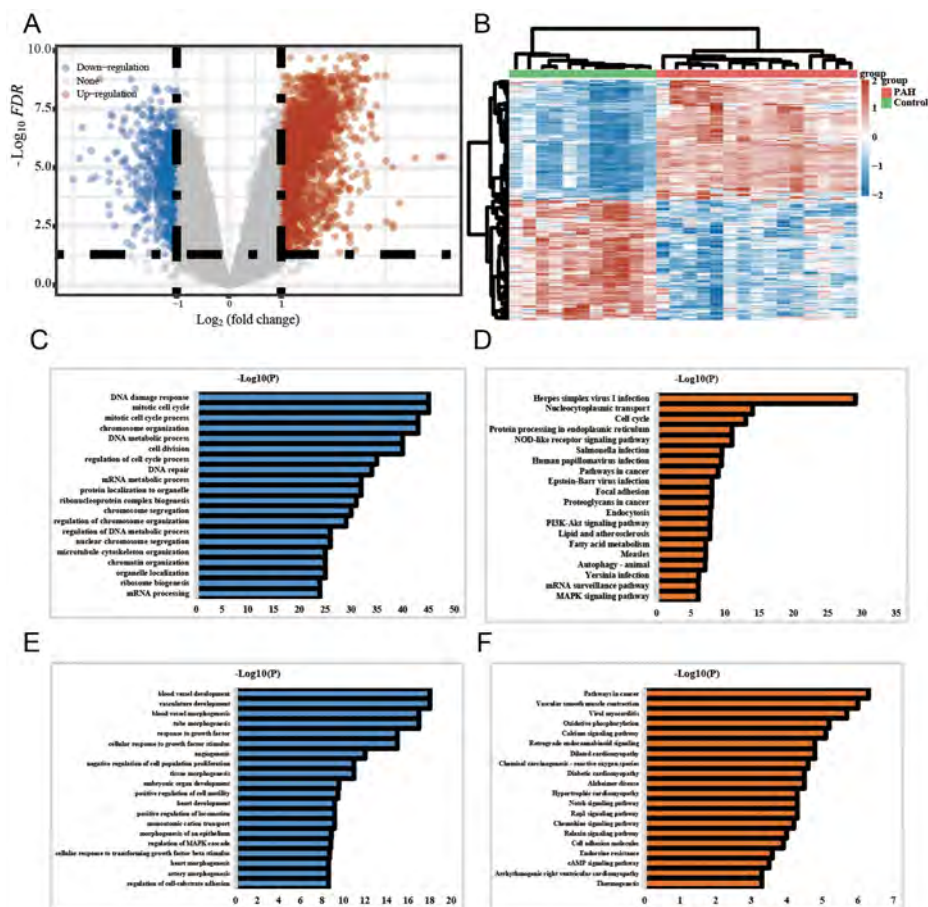 A
10.0
7.5
5.0
2.5
0.0
- Log10 FDR
Down-regulation
None
Up-regulation
−1
0
1
Log2 (fold change)
B
group
2
1
0
−1
−2
group
PAH
Control
C
-Log10(P)
DNA damage response
mitotic cell cycle
mitotic cell cycle process
chromosome organization
DNA metabolic process
cell division
regulation of cell cycle process
DNA repair
mRNA metabolic process
protein localization to organelle
ribonucleoprotein complex biogenesis
chromosome segregation
regulation of chromosome organization
regulation of DNA metabolic process
nuclear chromosome segregation
microtubule cytoskeleton organization
chromatin organization
organelle localization
ribosome biogenesis
mRNA processing
0 5 10 15 20 25 30 35 40 45 50
D
-Log10(P)
Herpes simplex virus 1 infection
Nucleocytoplasmic transport
Cell cycle
Protein processing in endoplasmic reticulum
NOD-like receptor signaling pathway
Salmonella infection
Human papillomavirus infection
Pathways in cancer
Epstein-Barr virus infection
Focal adhesion
Proteoglycans in cancer
Endocytosis
PI3K-Akt signaling pathway
Lipid and atherosclerosis
Fatty acid metabolism
Measles
Autophagy - animal
Yersinia infection
mRNA surveillance pathway
MAPK signaling pathway
0 5 10 15 20 25 30 35
E
-Log10(P)
blood vessel development
vasculature development
blood vessel morphogenesis
tube morphogenesis
response to growth factor
cellular response to growth factor stimulus
angiogenesis
negative regulation of cell population proliferation
tissue morphogenesis
embryonic organ development
positive regulation of cell motility
heart development
positive regulation of locomotion
monoatomic cation transport
morphogenesis of an epithelium
regulation of MAPK cascade
cellular response to transforming growth factor beta stimulus
heart morphogenesis
artery morphogenesis
regulation of cell-substrate adhesion
0 2 4 6 8 10 12 14 16 18 20
F
-Log10(P)
Pathways in cancer
Vascular smooth muscle contraction
Viral myocarditis
Oxidative phosphorylation
Calcium signaling pathway
Retrograde endocannabinoid signaling
Dilated cardiomyopathy
Chemical carcinogenesis - reactive oxygen species
Diabetic cardiomyopathy
Alzheimer disease
Hypertrophic cardiomyopathy
Notch signaling pathway
Rap1 signaling pathway
Chemokine signaling pathway
Relaxin signaling pathway
Cell adhesion molecules
Endocrine resistance
cAMP signaling pathway
Arrhythmogenic right ventricular cardiomyopathy
Thermogenesis
0 1 2 3 4 5 6 7